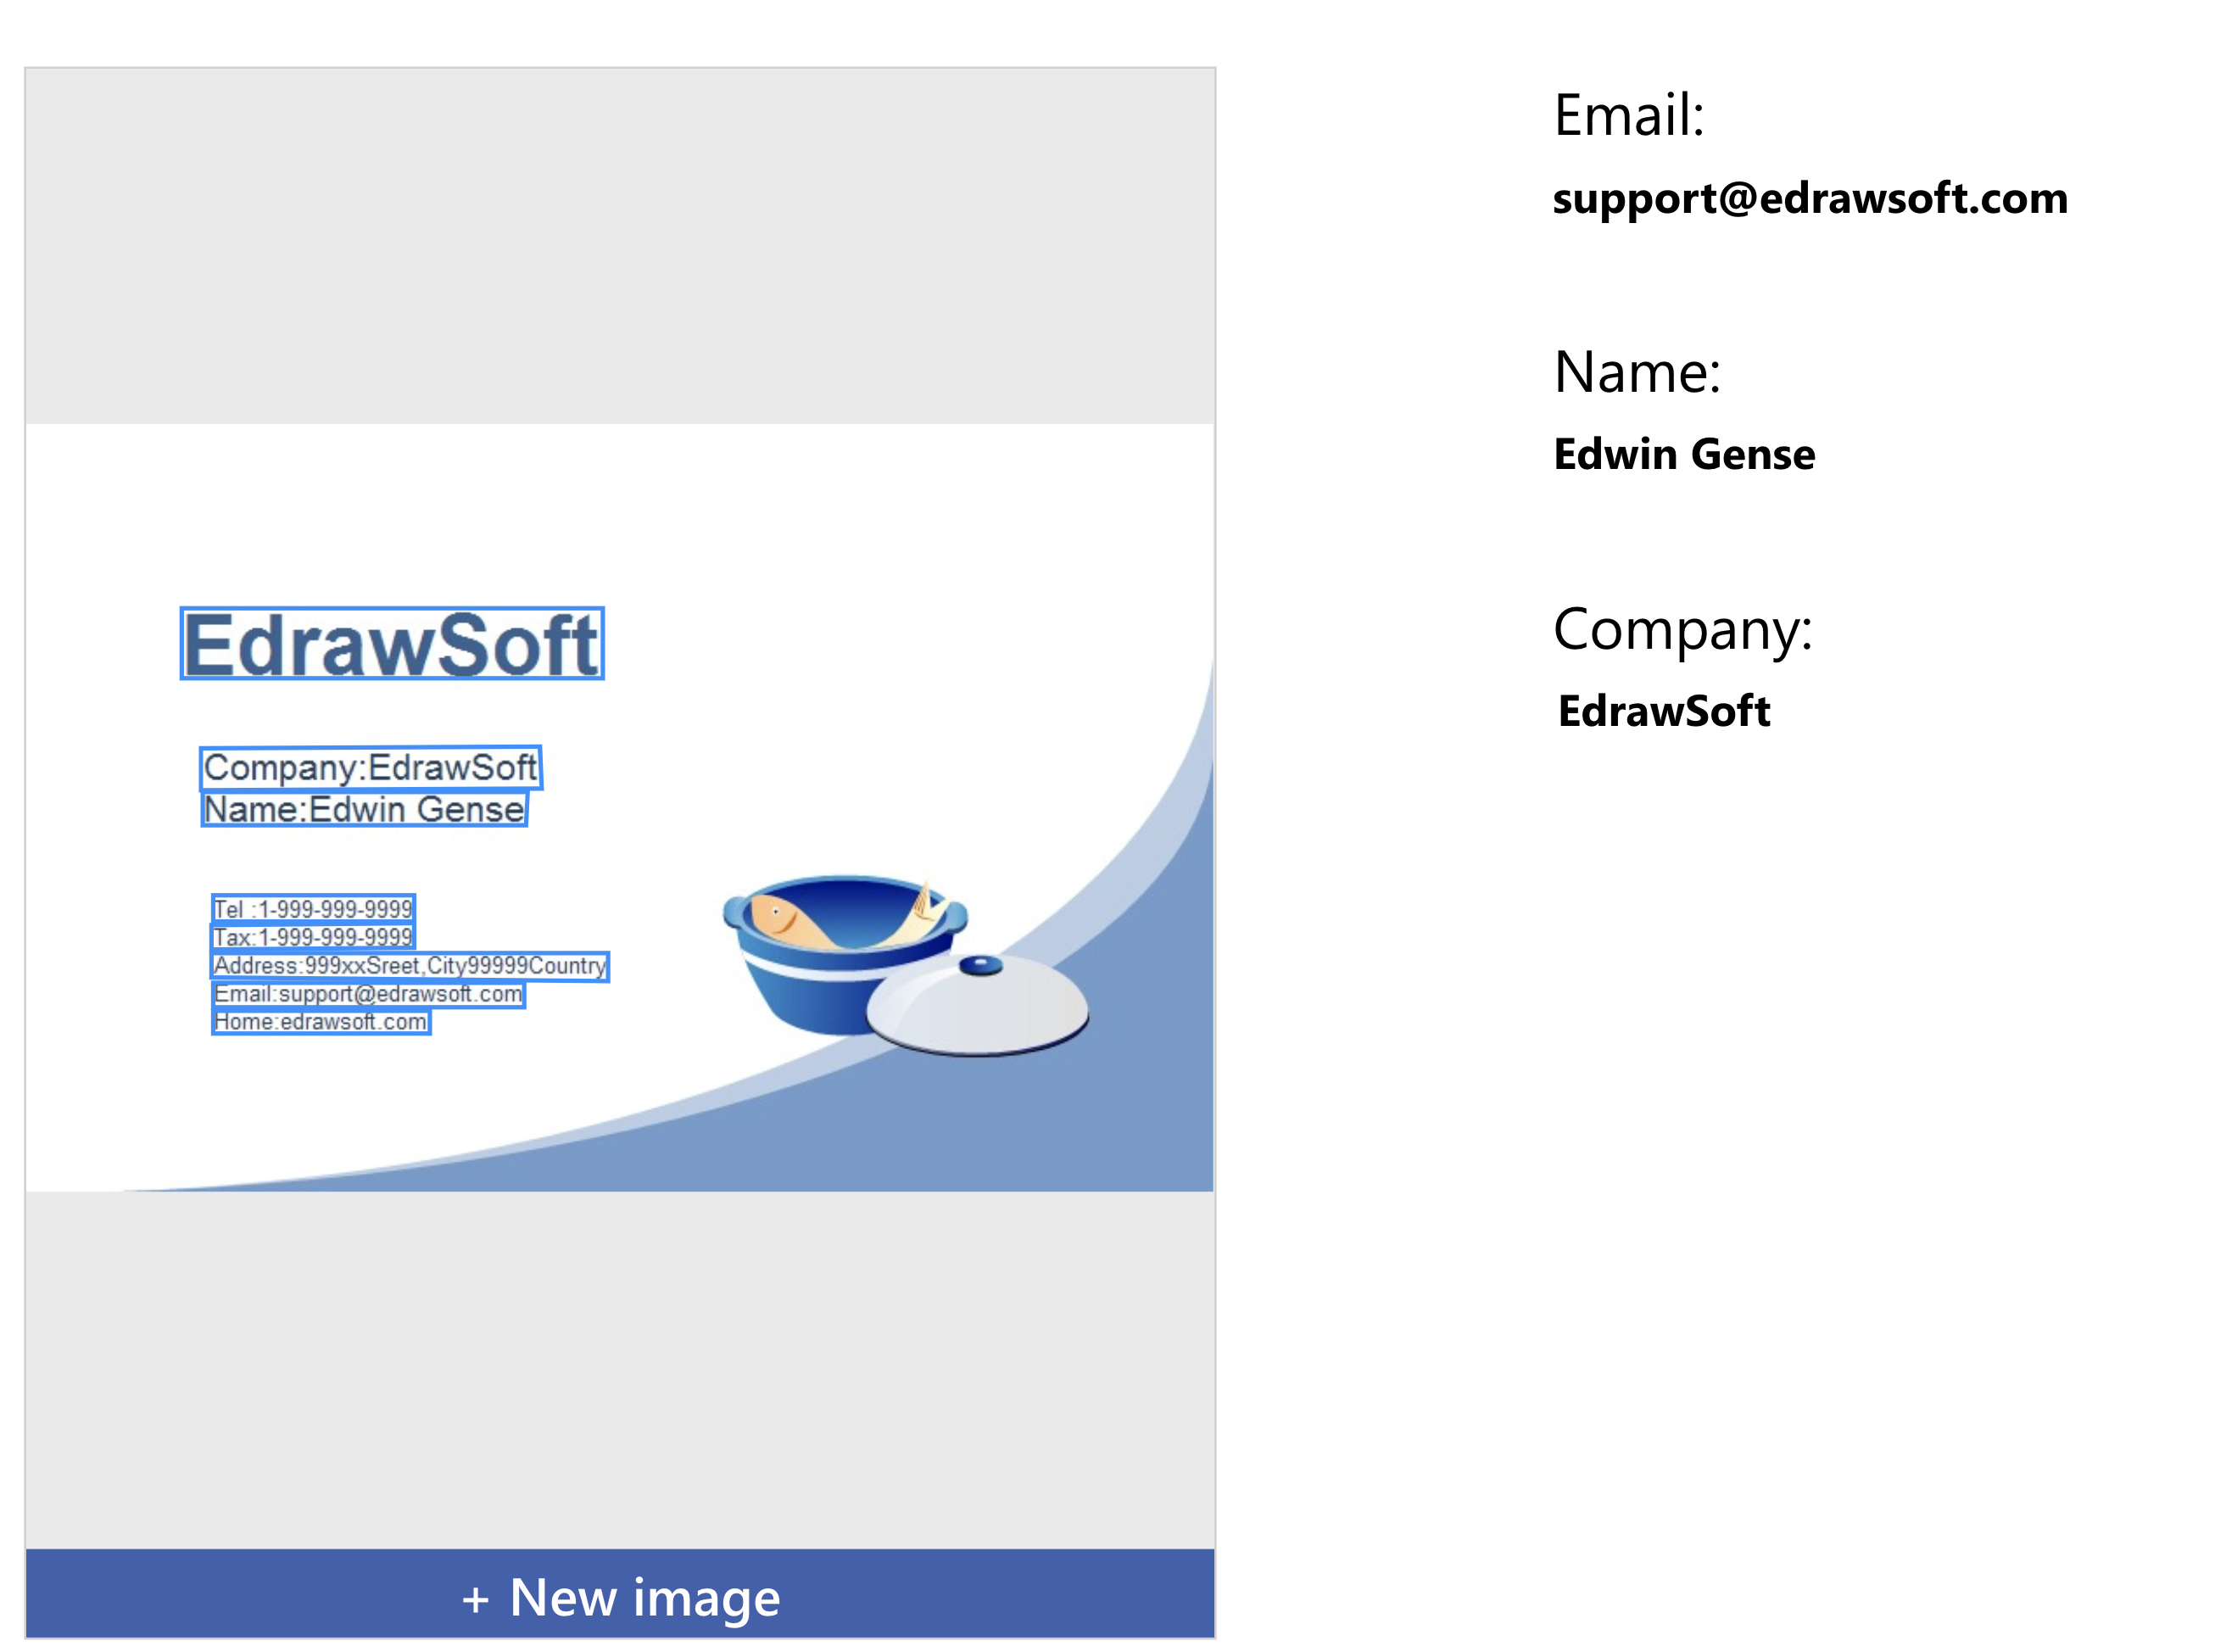 EdrawSoft
Company:EdrawSoft
Name:Edwin Gense
Tel :1-999-999-9999
Tax:1-999-999-9999
Address:999xxSreet,City99999Country
Email:support@edrawsoft.com
Home:edrawsoft.com
+ New image
Email:
support@edrawsoft.com
Name:
Edwin Gense
Company:
EdrawSoft